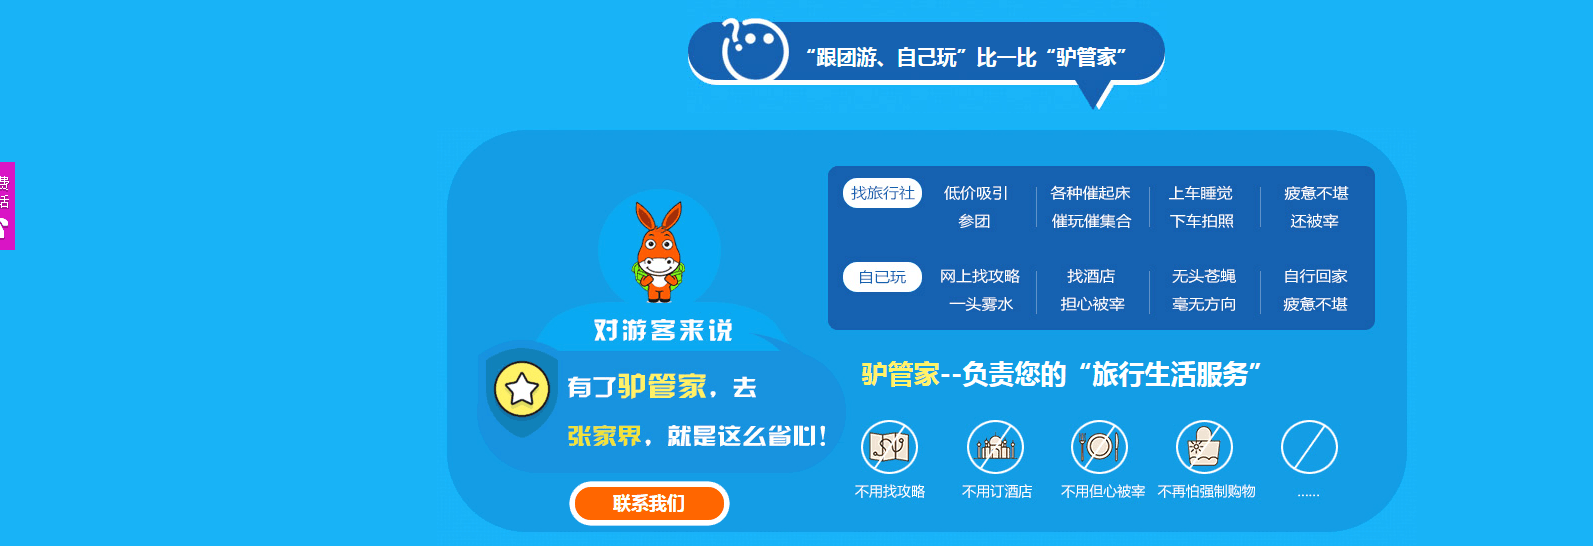 “跟团游、自己玩”比一比“驴管家”
费
话
找旅行社
低价吸引
参团
各种催起床
催玩催集合
上车睡觉
下车拍照
疲惫不堪
还被宰
自己玩
网上找攻略
一头雾水
找酒店
担心被宰
无头苍蝇
毫无方向
自行回家
疲惫不堪
对游客来说
有了驴管家，去
张家界，就是这么省心！
联系我们
驴管家--负责您的“旅行生活服务”
不用找攻略
不用订酒店
不用但心被宰
不再怕强制购物
......